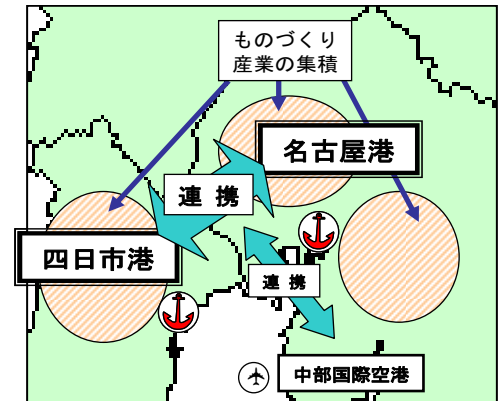 ものづくり
産業の集積
名古屋港
連携
四日市港
連携
中部国際空港